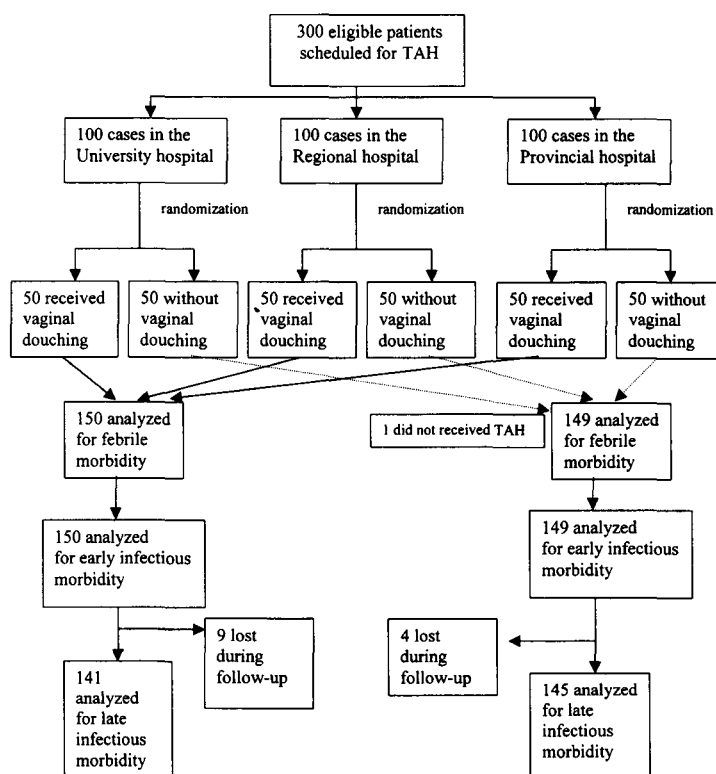 300 eligible patients
scheduled for TAH
100 cases in the
University hospital
100 cases in the
Regional hospital
100 cases in the
Provincial hospital
randomization
randomization
randomization
50 received
vaginal
douching
50 without
vaginal
douching
50 received
vaginal
douching
50 without
vaginal
douching
50 received
vaginal
douching
50 without
vaginal
douching
150 analyzed
for febrile
morbidity
1 did not received TAH
149 analyzed
for febrile
morbidity
150 analyzed
for early infectious
morbidity
149 analyzed
for early infectious
morbidity
9 lost
during
follow-up
4 lost
during
follow-up
141
analyzed
for late
infectious
morbidity
145 analyzed
for late
infectious
morbidity